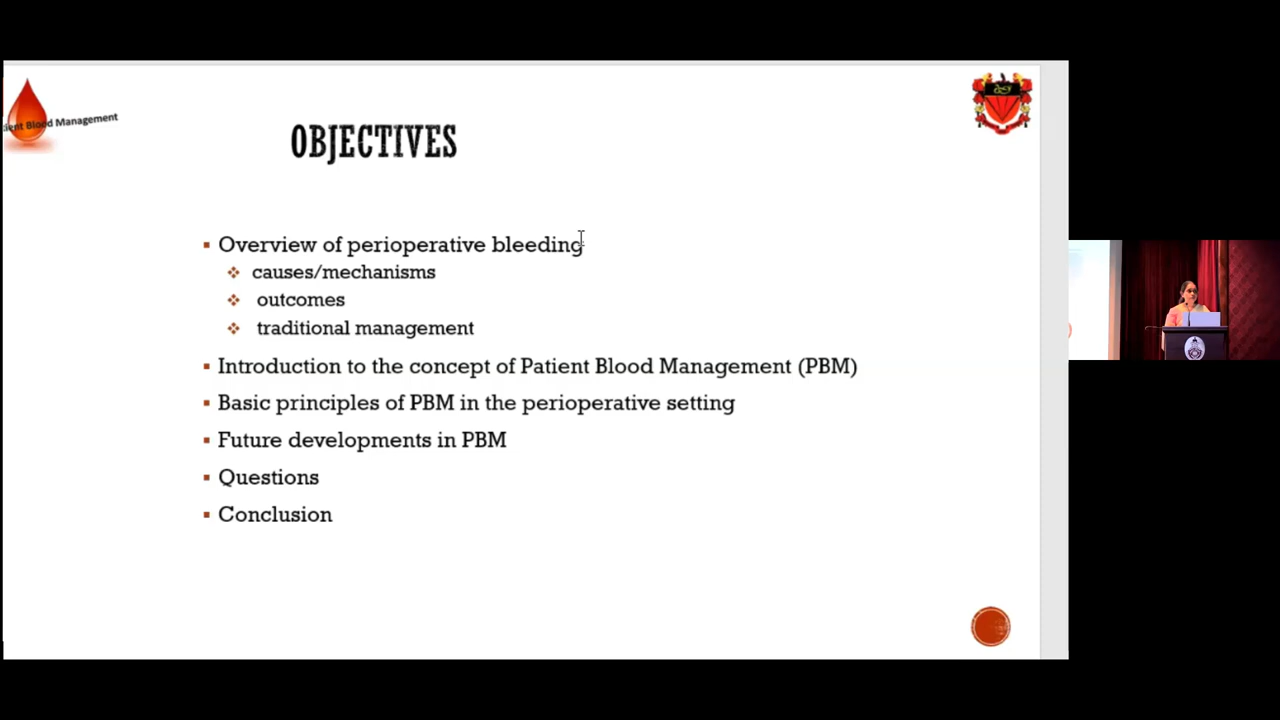 Blood Management
OBJECTIVES
Overview of perioperative bleeding
causes/mechanisms
outcomes
traditional management
Introduction to the concept of Patient Blood Management (PBM)
Basic principles of PBM in the perioperative setting
Future developments in PBM
Questions
Conclusion